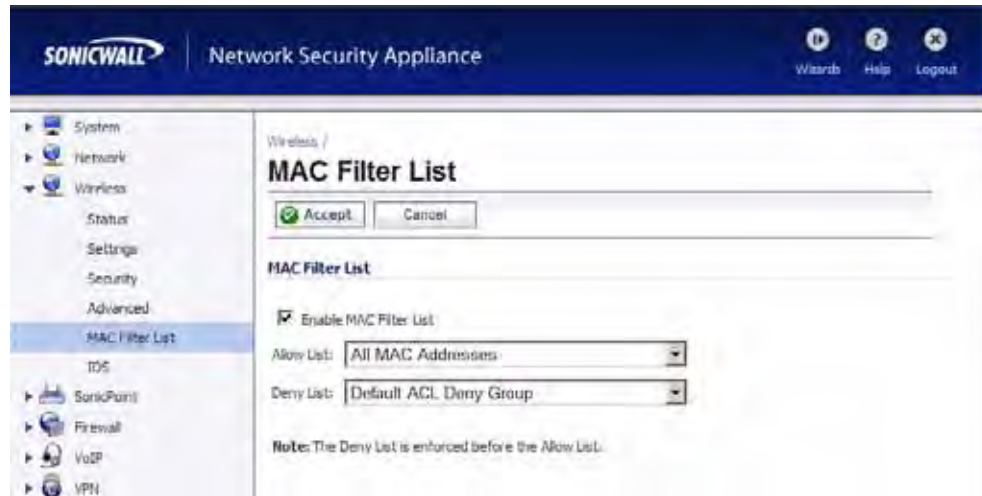 SONICWALL
Network Security Appliance
Wizards
Help
Logout
System
Network
Wireless
Status
Settings
Security
Advanced
MAC Filter List
IDS
SonicPoint
Firewall
VoIP
VPN
Wireless /
MAC Filter List
Accept
Cancel
MAC Filter List
Enable MAC Filter List
Allow List: All MAC Addresses
Deny List: Default ACL Deny Group
Note: The Deny List is enforced before the Allow List.